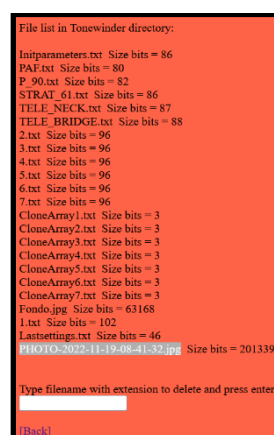 File list in Tonewinder directory:
Initparameters.txt Size bits = 86
PAF.txt Size bits = 80
P_90.txt Size bits = 82
STRAT_61.txt Size bits = 86
TELE_NECK.txt Size bits = 87
TELE_BRIDGE.txt Size bits = 88
2.txt Size bits = 96
3.txt Size bits = 96
4.txt Size bits = 96
5.txt Size bits = 96
6.txt Size bits = 96
7.txt Size bits = 96
CloneArray1.txt Size bits = 3
CloneArray2.txt Size bits = 3
CloneArray3.txt Size bits = 3
CloneArray4.txt Size bits = 3
CloneArray5.txt Size bits = 3
CloneArray6.txt Size bits = 3
CloneArray7.txt Size bits = 3
Fondo.jpg Size bits = 63168
1.txt Size bits = 102
Lastsettings.txt Size bits = 46
PHOTO-2022-11-19-08-41-32.jpg Size bits = 201339
Type filename with extension to delete and press enter
[Back]